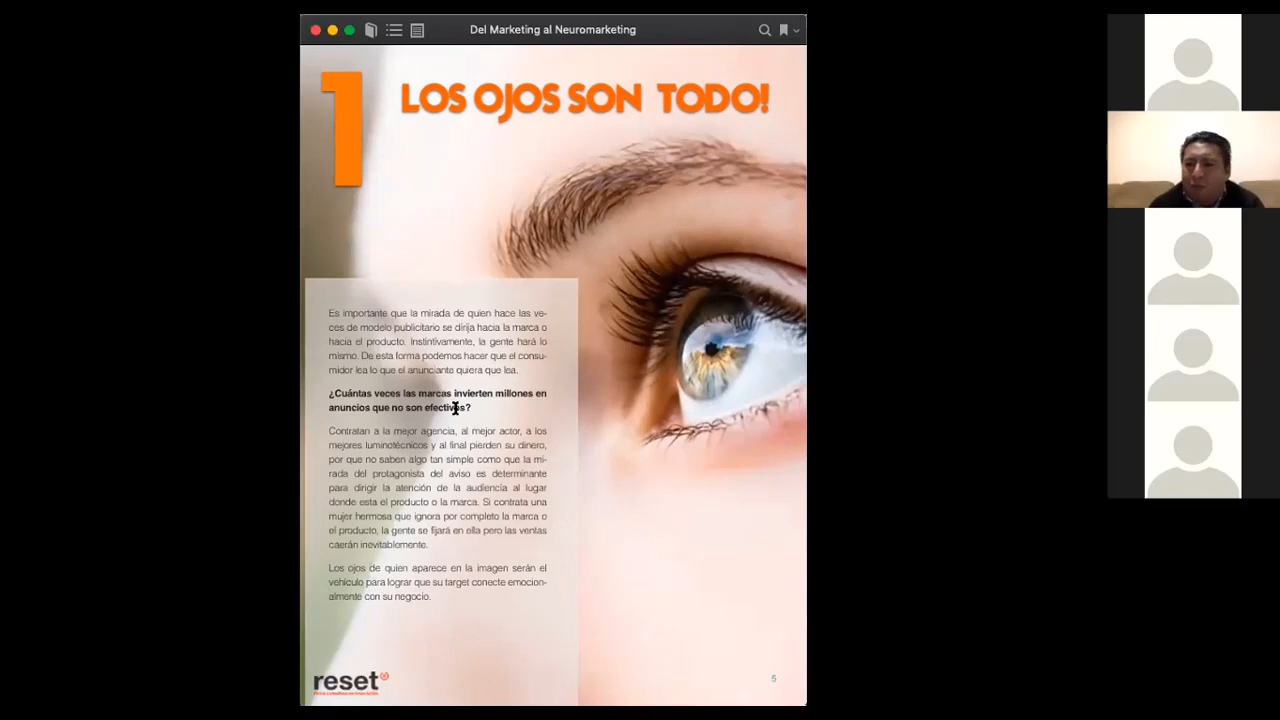 Del Marketing al Neuromarketing
1
LOS OJOS SON TODO!
Es importante que la mirada de quien hace las ve-
ces de modelo publicitario se dirija hacia la marca o
hacia el producto. Instintívamente, la gente hará lo
mismo. De esta forma podemos hacer que el consu-
midor lea lo que el anunciante quiera que lea.
¿Cuántas veces las marcas invierten millones en
anuncios que no son efectivos?
Contratan a la mejor agencia, al mejor actor, a los
mejores luminotécnicos y al final pierden su dinero,
por que no saben algo tan simple como que la mi-
rada del protagonista del aviso es determinante
para dirigir la atención de la audiencia al lugar
donde esta el producto o la marca. Si contrata una
mujer hermosa que ignora por completo la marca o
el producto, la gente se fijará en ella pero las ventas
caerán inevitablemente.
Los ojos de quien aparece en la imagen serán el
vehículo para lograr que su target conecte emocion-
almente con su negocio.
reset
5